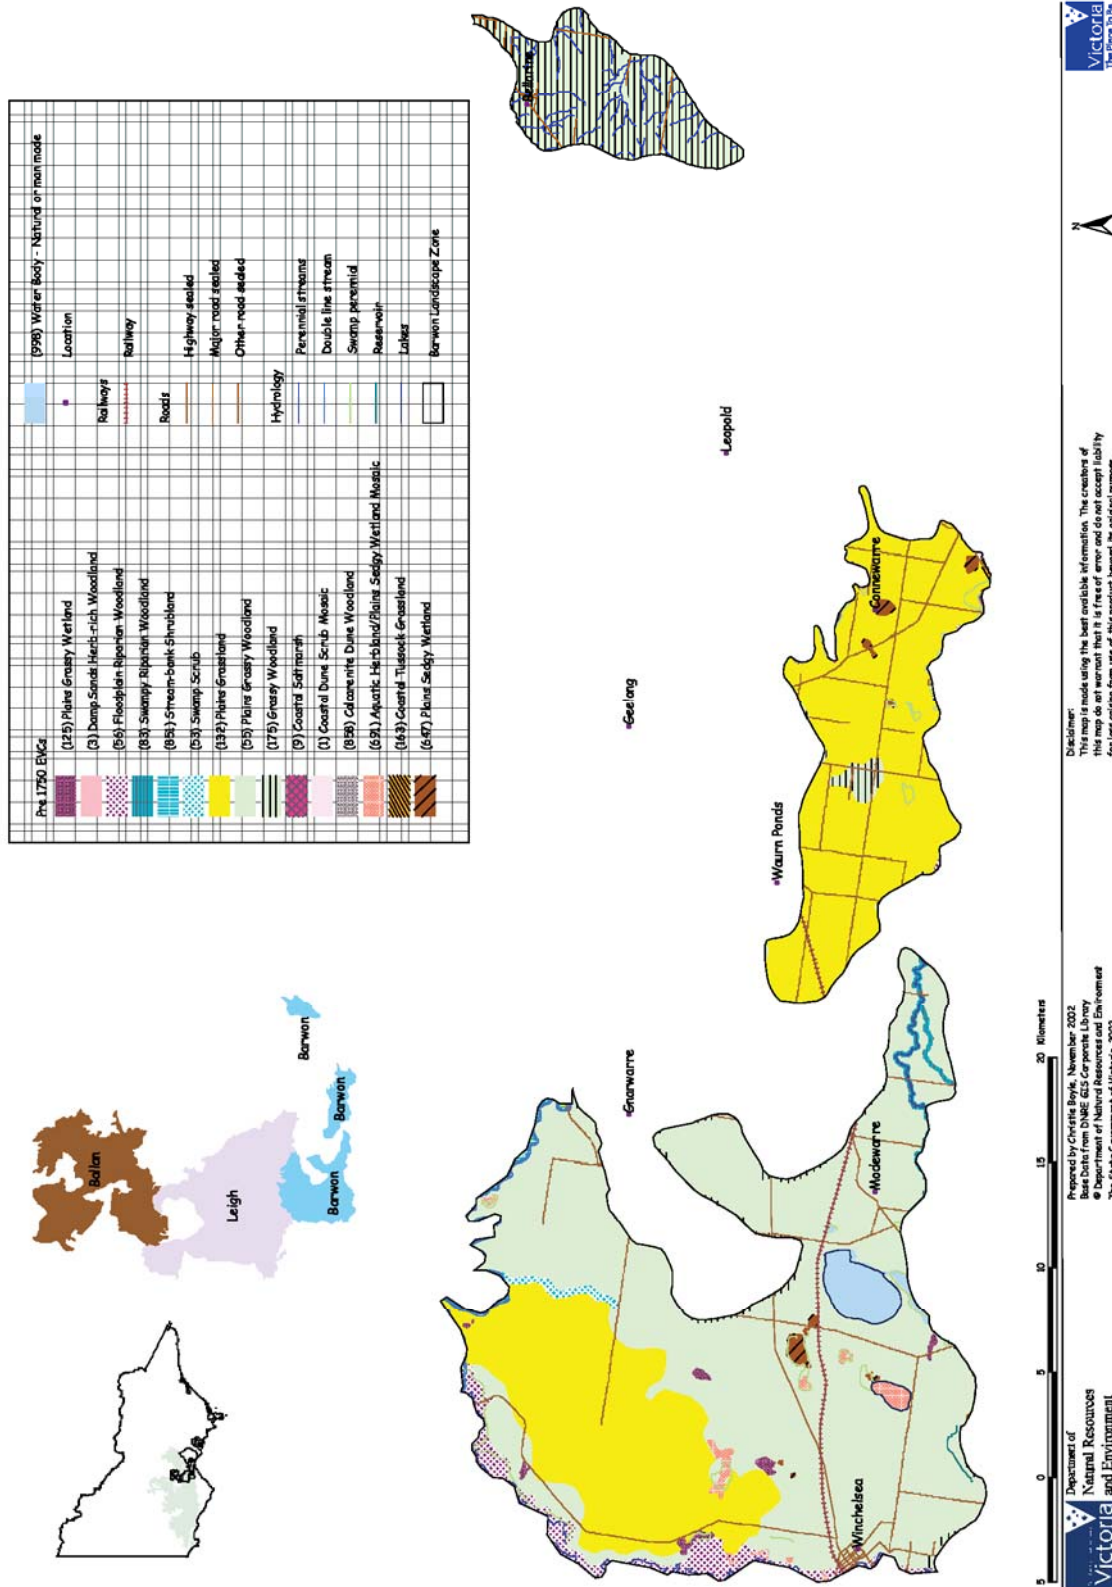 Pre 1750 EVCs
(125) Plains Grassy Wetland
(3) Damp Sands Herb-rich Woodland
(56) Floodplain Riparian Woodland
(83) Swampy Riparian Woodland
(851) Stream-bank Shrubland
(53) Swamp Scrub
(132) Plains Grassland
(55) Plains Grassy Woodland
(175) Grassy Woodland
(9) Coastal Saltmarsh
(1) Coastal Dune Scrub Mosaic
(858) Calcarenite Dune Woodland
(691) Aquatic Herbland/Plains Sedgy Wetland Mosaic
(163) Coastal Tussock Grassland
(647) Plains Sedgy Wetland
(998) Water Body - Natural or man made
Location
Railways
Railway
Roads
Highway sealed
Major road sealed
Other road sealed
Hydrology
Perennial streams
Double line stream
Swamp perennial
Reservoir
Lakes
Barwon Landscape Zone
Ballan
Leigh
Barwon
Barwon
Barwon
Bellarine
Leopold
Geelong
Connewarre
Waurn Ponds
Gnarwarre
Modewarre
Winchelsea
N
5 0 5 10 15 20 Kilometers
Victoria
Department of
Natural Resources
and Environment
Prepared by Christie Boyle, November 2002
Base Data from DNRE GIS Corporate Library
© Department of Natural Resources and Environment
Disclaimer:
This map is made using the best available information. The creators of
this map do not warrant that it is free of error and do not accept liability
Victoria
The Place To Be